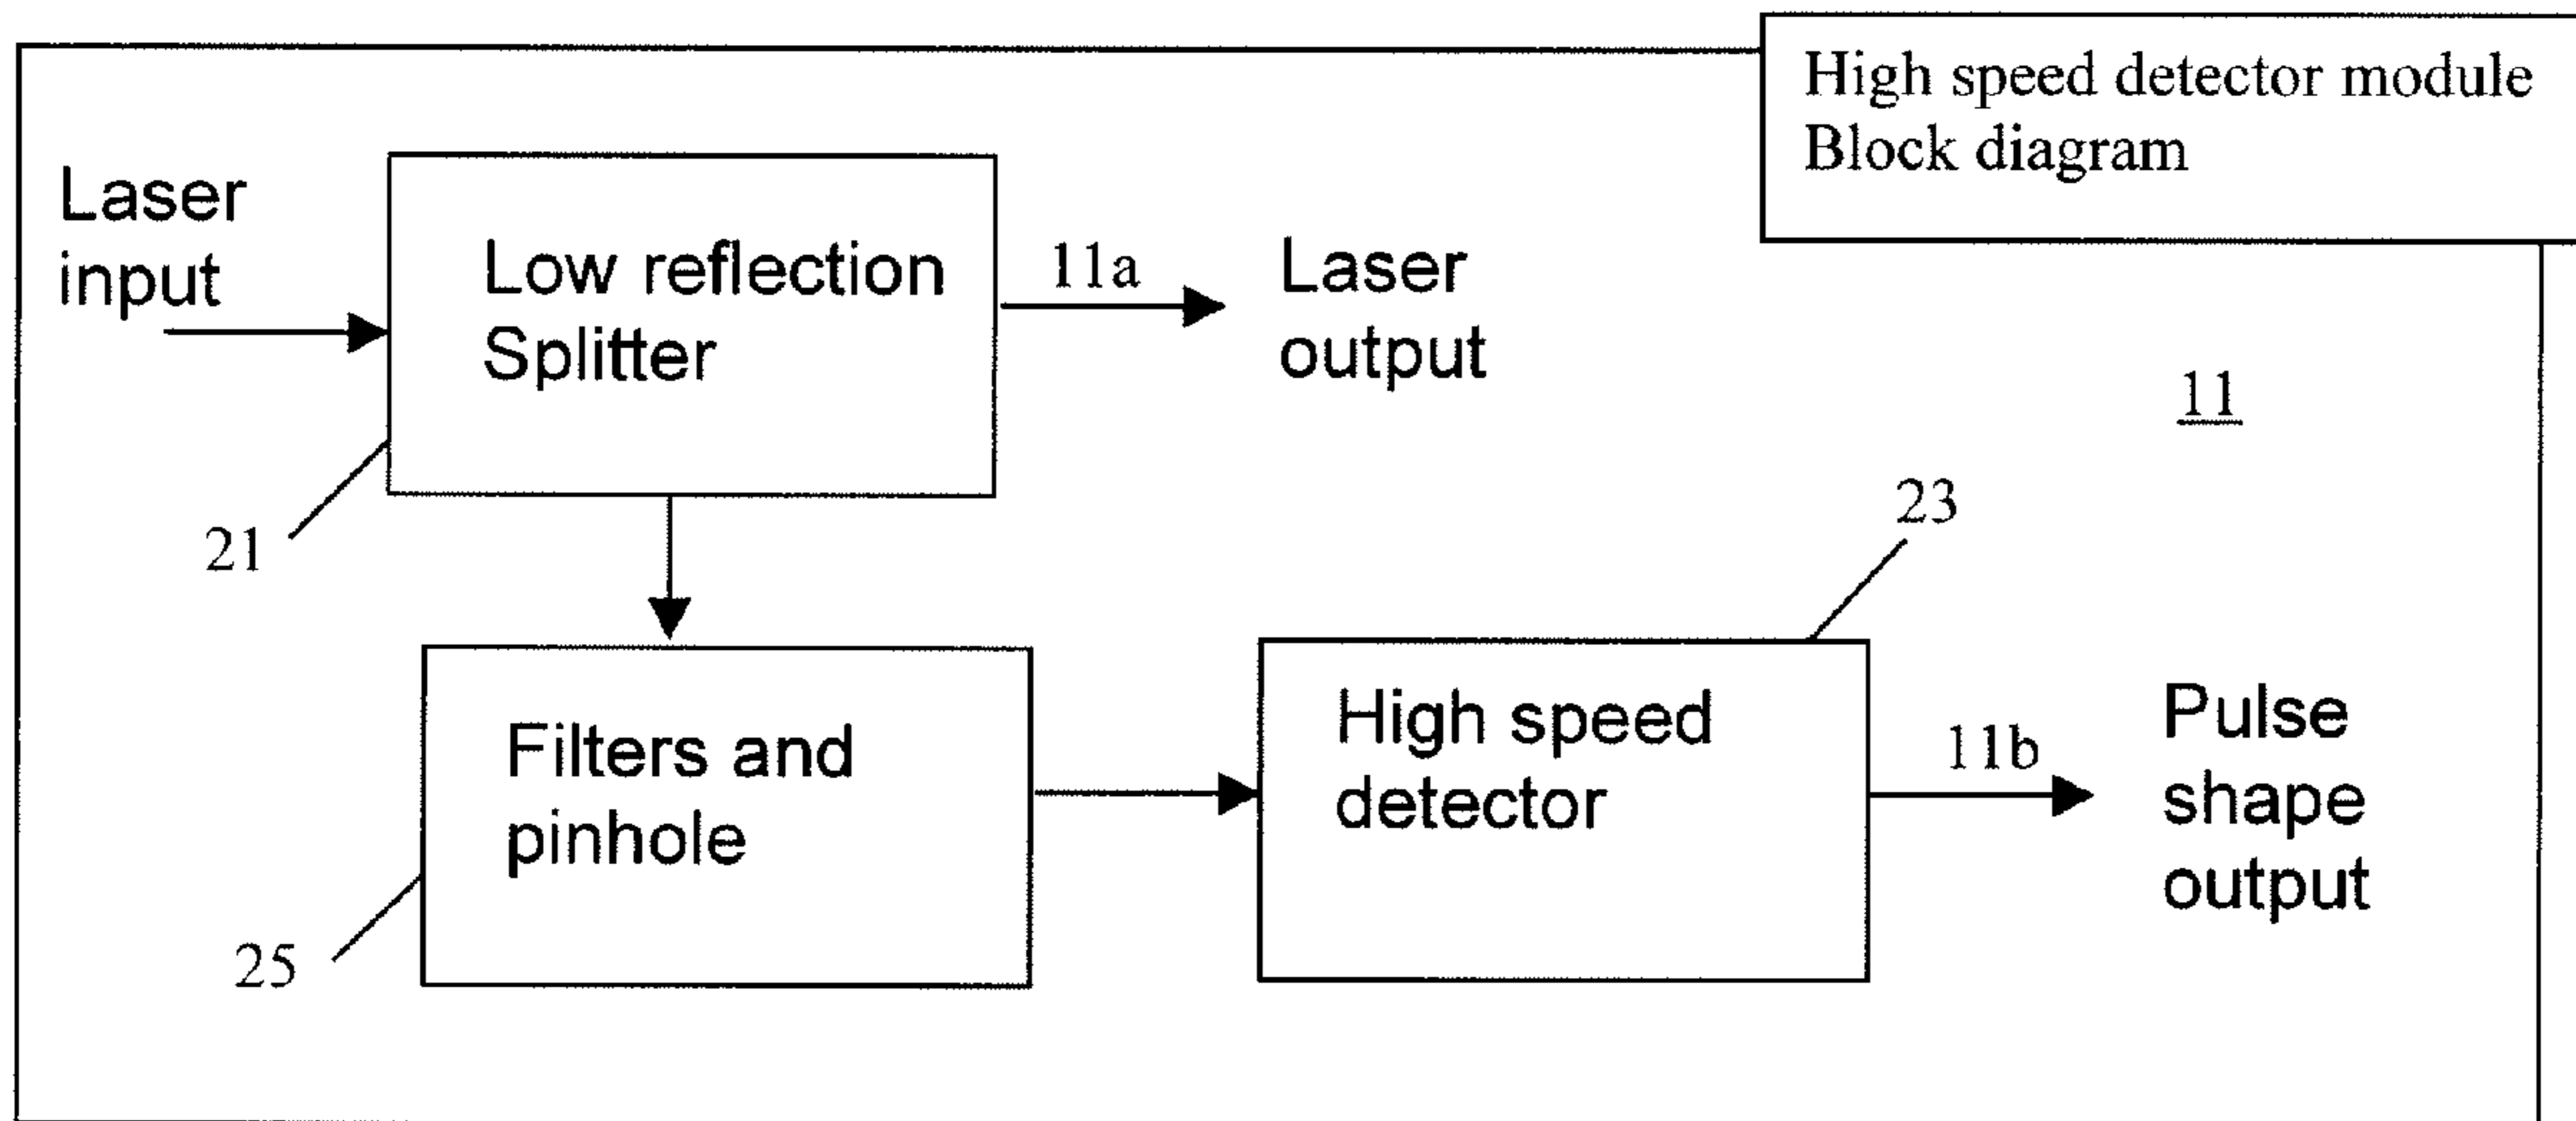 High speed detector module
Block diagram
Laser
input
Low reflection
Splitter
11a
Laser
output
11
21
23
Filters and
pinhole
25
High speed
detector
11b
Pulse
shape
output